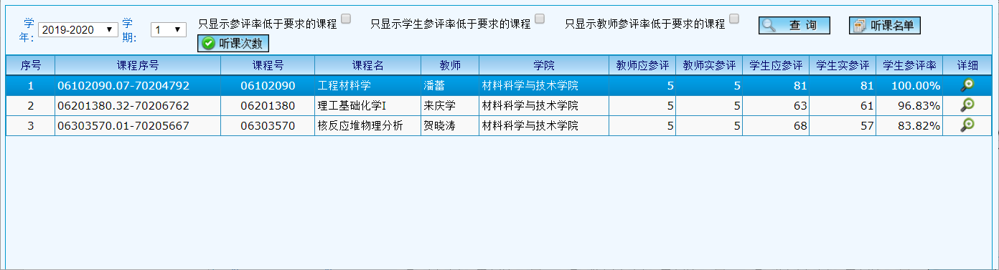 学年: 2019-2020 学期: 1 只显示参评率低于要求的课程 只显示学生参评率低于要求的课程 只显示教师参评率低于要求的课程 查 询 听课名单
听课次数
序号 课程序号 课程号 课程名 教师 学院 教师应参评 教师实参评 学生应参评 学生实参评 学生参评率 详细
1 06102090.07-70204792 06102090 工程材料学 潘蕾 材料科学与技术学院 5 5 81 81 100.00%
2 06201380.32-70206762 06201380 理工基础化学I 来庆学 材料科学与技术学院 5 5 63 61 96.83%
3 06303570.01-70205667 06303570 核反应堆物理分析 贺晓涛 材料科学与技术学院 5 5 68 57 83.82%